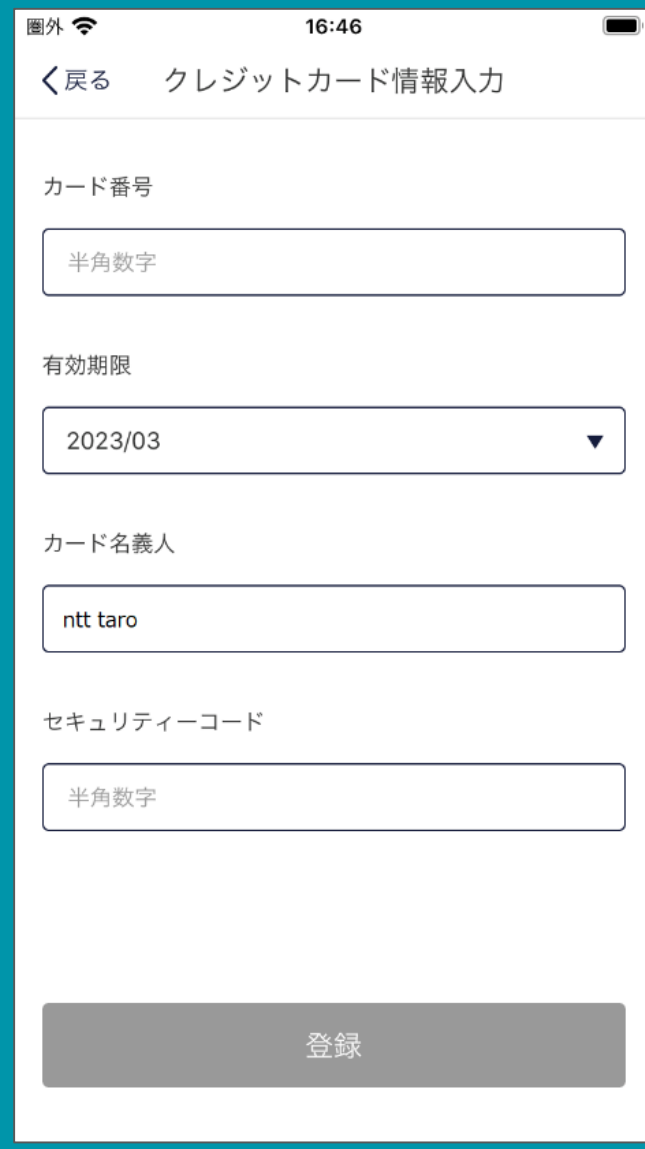 圏外 16:46
戻る クレジットカード情報入力
カード番号
半角数字
有効期限
2023/03
カード名義人
ntt taro
セキュリティーコード
半角数字
登録